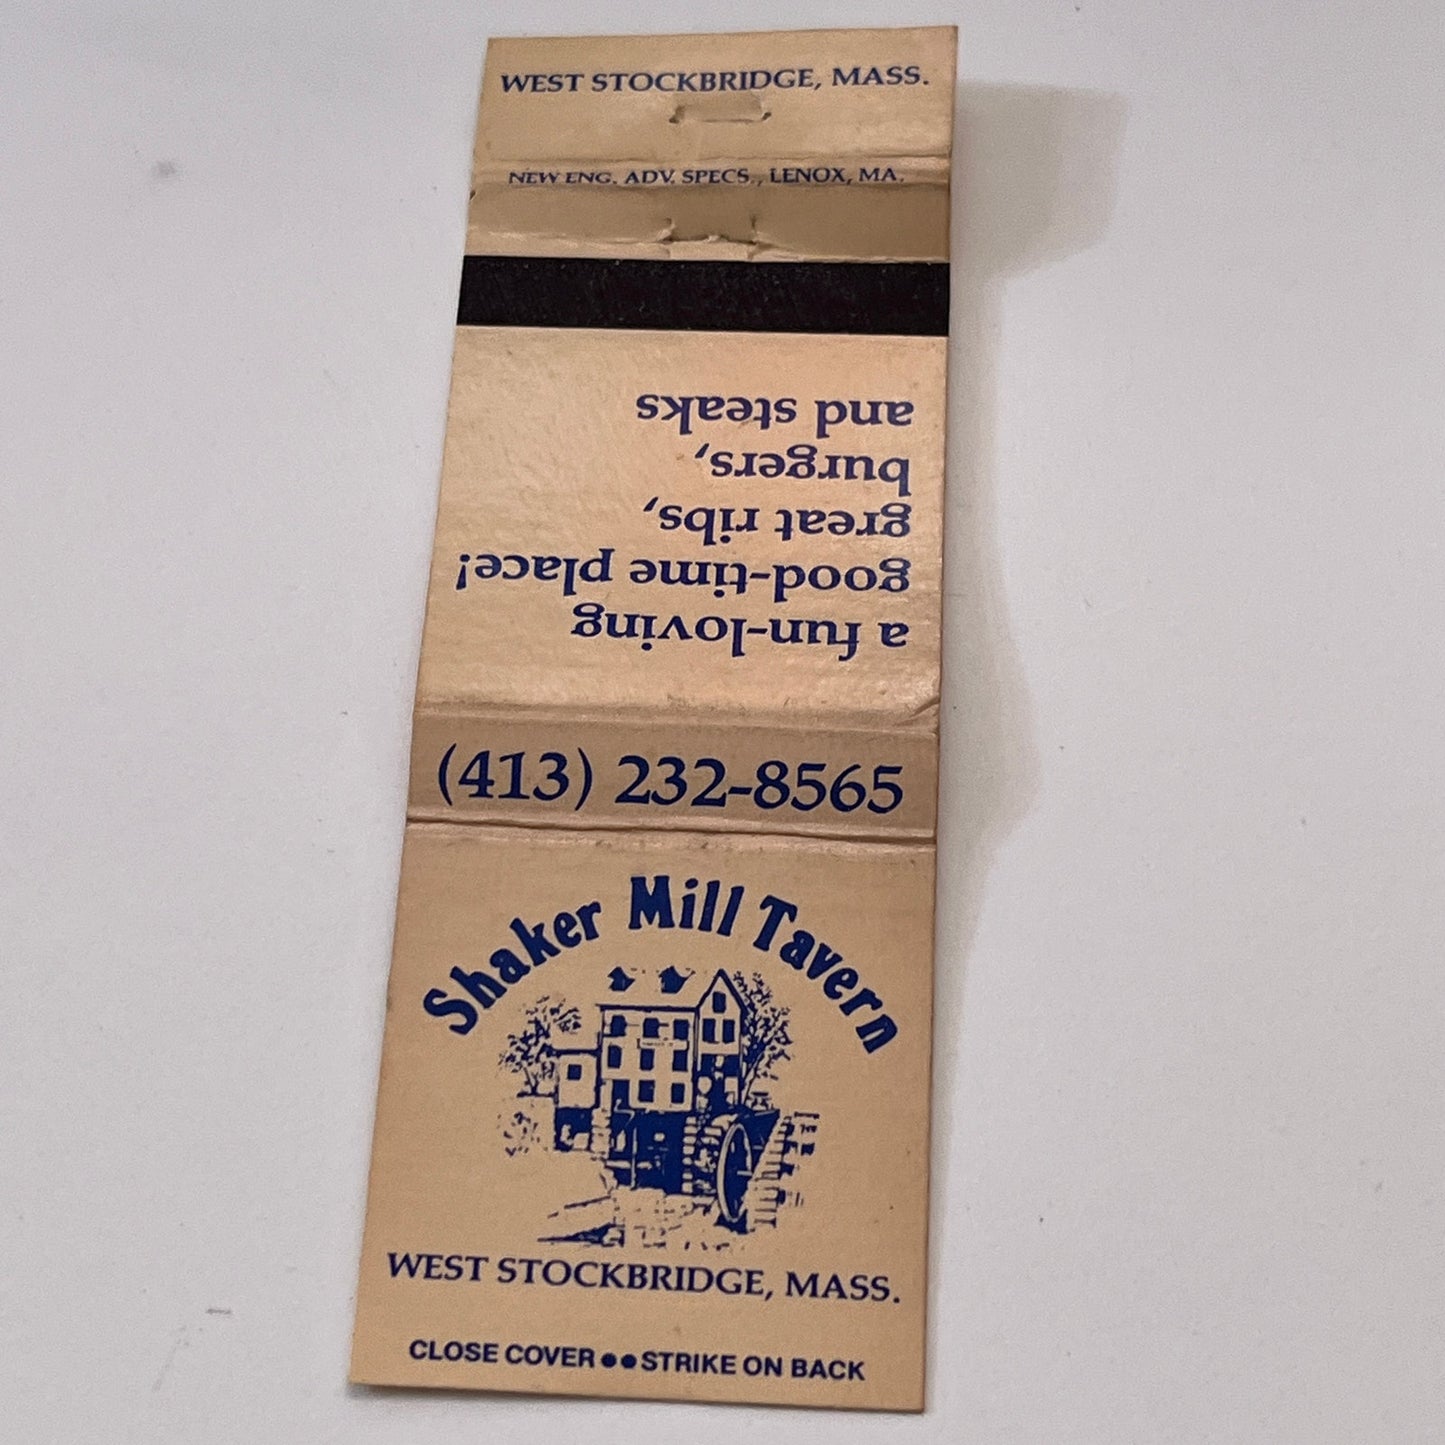 WEST STOCKBRIDGE, MASS.
NEW ENG. ADV. SPECS., LENOX, MA.
a fun-loving
good-time place!
great ribs,
burgers,
and steaks
(413) 232-8565
Shaker Mill Tavern
WEST STOCKBRIDGE, MASS.
CLOSE COVER ●● STRIKE ON BACK